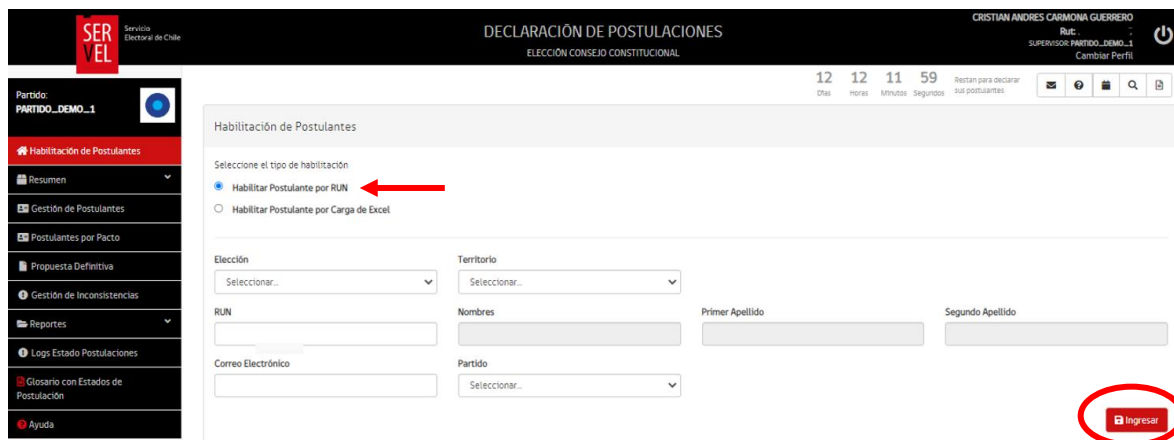 SERVEL
Servicio
Electoral de Chile
DECLARACIÓN DE POSTULACIONES
ELECCIÓN CONSEJO CONSTITUCIONAL
CRISTIAN ANDRES CARMONA GUERRERO
Rut:
SUPERVISOR PARTIDO_DEMO_1
Cambiar Perfil
12 Días 12 Horas 11 Minutos 59 Segundos
Restan para declarar
sus postulantes
Partido:
PARTIDO_DEMO_1
Habilitación de Postulantes
Resumen
Gestión de Postulantes
Postulantes por Pacto
Propuesta Definitiva
Gestión de Inconsistencias
Reportes
Logs Estado Postulaciones
Glosario con Estados de
Postulación
Ayuda
Habilitación de Postulantes
Seleccione el tipo de habilitación
Habilitar Postulante por RUN
Habilitar Postulante por Carga de Excel
Elección Territorio
Seleccionar... Seleccionar...
RUN Nombres Primer Apellido Segundo Apellido
Correo Electrónico Partido
Seleccionar...
Ingresar